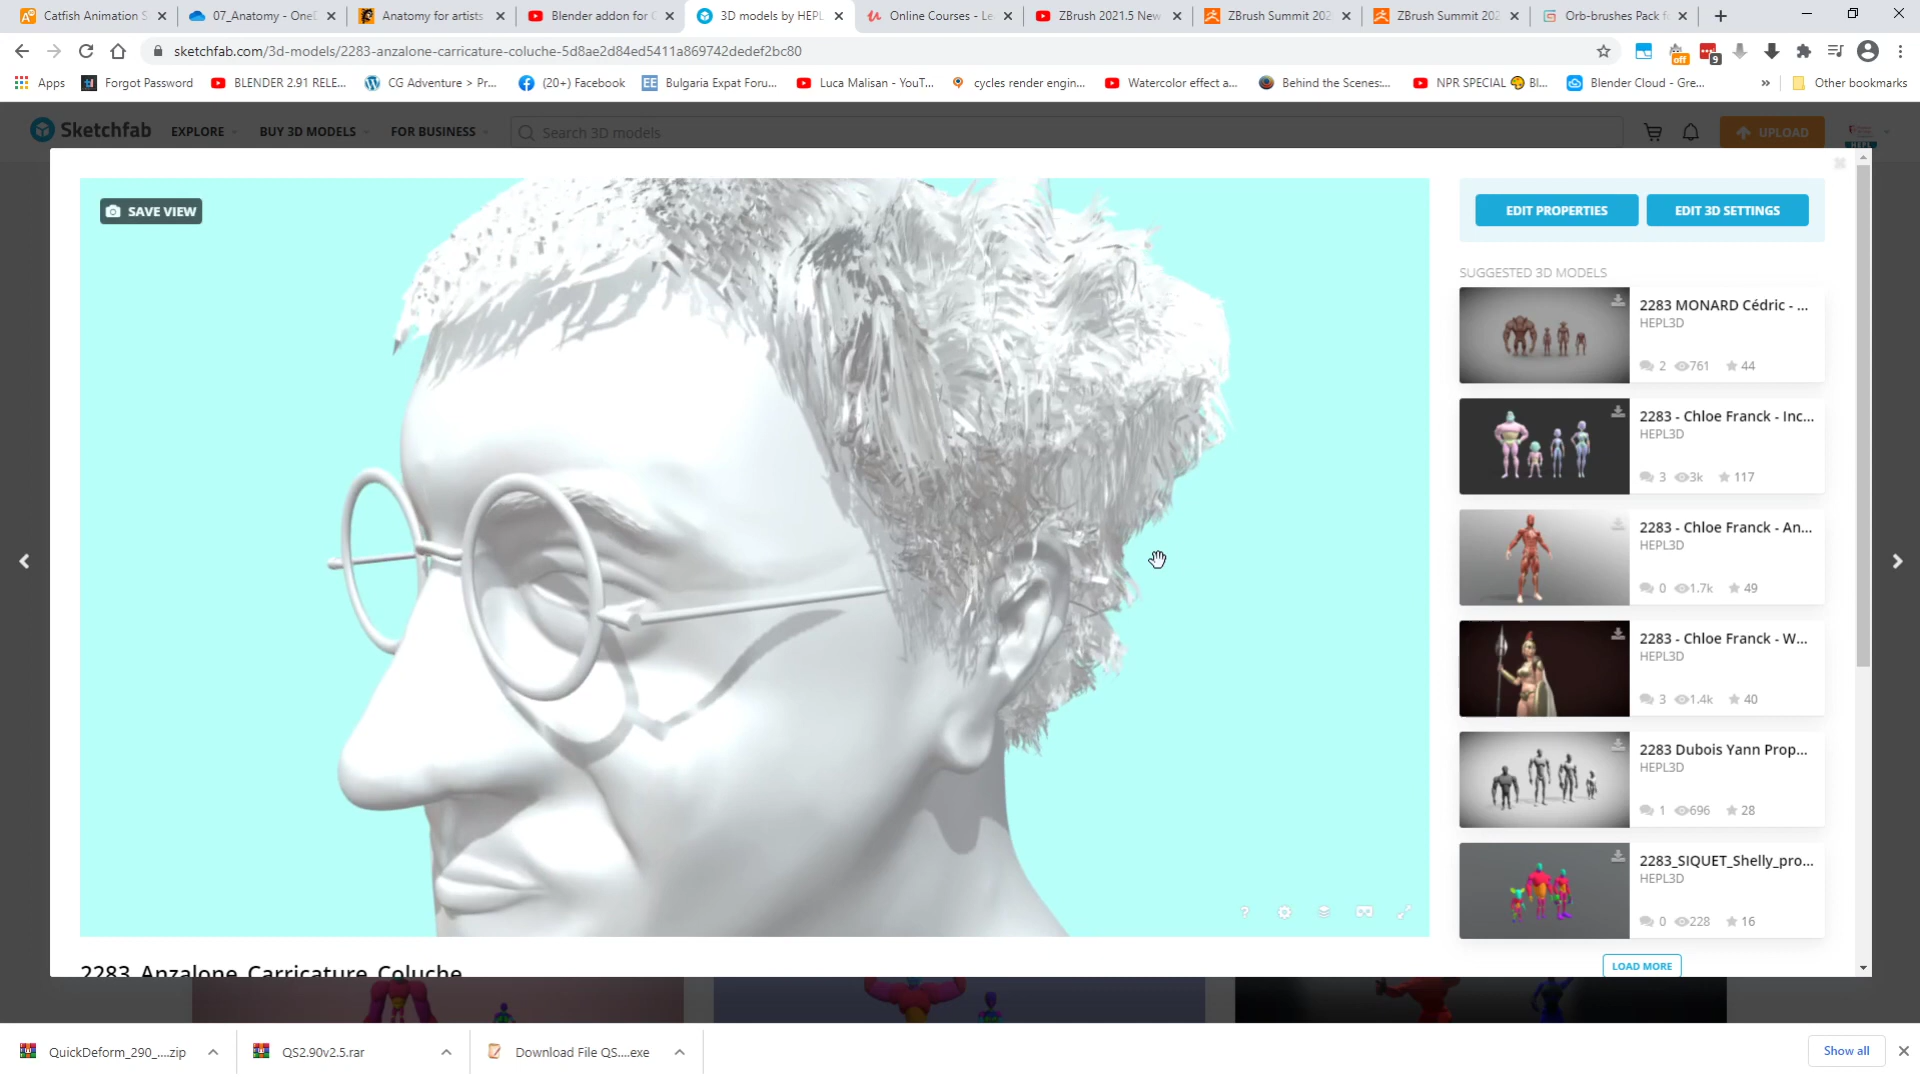 Catfish Animation S
07_Anatomy - OneD
Anatomy for artists
Blender addon for C
3D models by HEPL
Online Courses - Le
ZBrush 2021.5 New
ZBrush Summit 202
ZBrush Summit 202
Orb-brushes Pack f
sketchfab.com/3d-models/2283-anzalone-carricature-coluche-5d8ae2d84ed5411a869742dedef2bc80
off
9
Apps
Forgot Password
BLENDER 2.91 RELE...
CG Adventure > Pr...
(20+) Facebook
EE Bulgaria Expat Foru...
Luca Malisan - YouT...
cycles render engin...
Watercolor effect a...
Behind the Scenes:...
NPR SPECIAL Bl...
Blender Cloud - Gre...
»
Other bookmarks
Sketchfab
EXPLORE
BUY 3D MODELS
FOR BUSINESS
Search 3D models
UPLOAD
HEPL
SAVE VIEW
EDIT PROPERTIES
EDIT 3D SETTINGS
SUGGESTED 3D MODELS
2283 MONARD Cédric - ...
HEPL3D
2 761 44
2283 - Chloe Franck - Inc...
HEPL3D
3 3k 117
2283 - Chloe Franck - An...
HEPL3D
0 1.7k 49
2283 - Chloe Franck - W...
HEPL3D
3 1.4k 40
2283 Dubois Yann Prop...
HEPL3D
1 696 28
2283_SIQUET_Shelly_pro...
HEPL3D
0 228 16
LOAD MORE
?
2283_Anzalone_Carricature_Coluche
QuickDeform_290_....zip
QS2.90v2.5.rar
Download File QS....exe
Show all